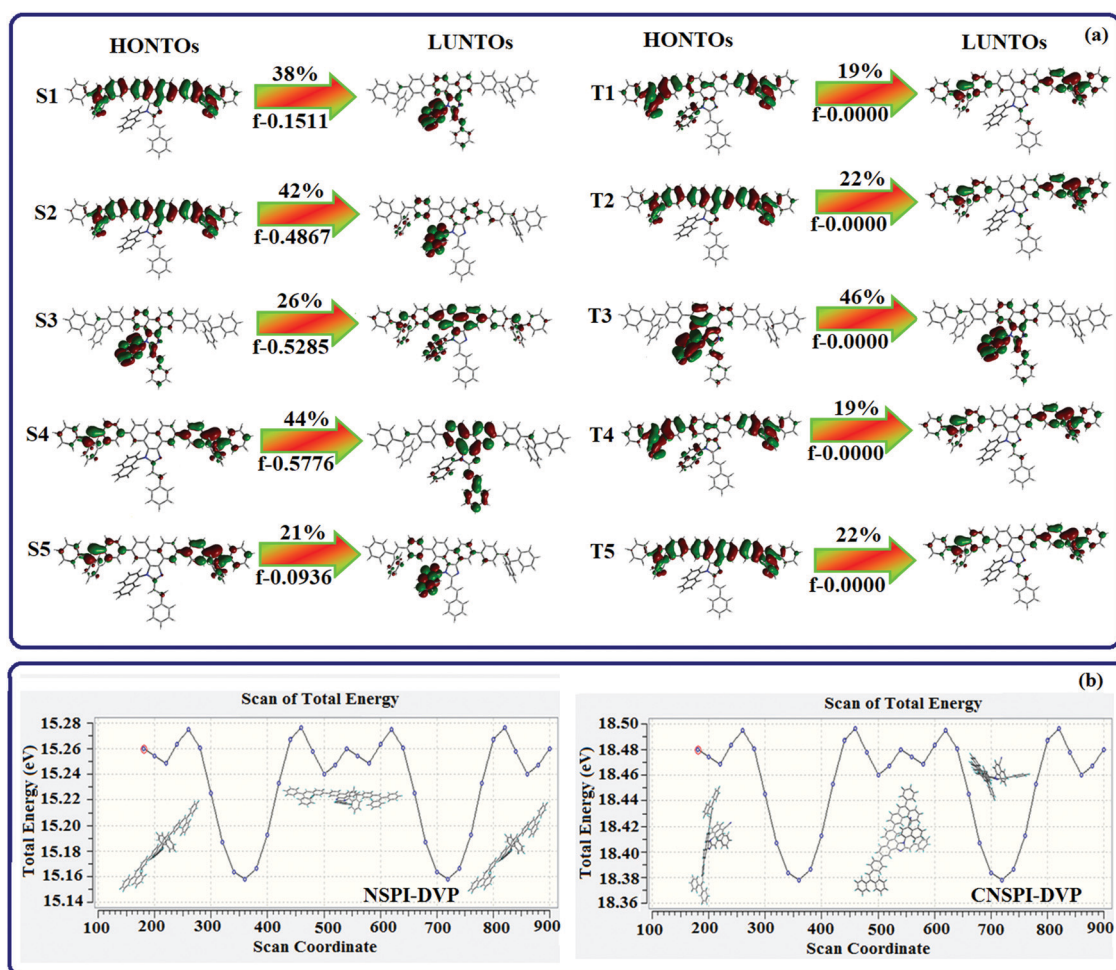 HONTOs LUNTOs HONTOs LUNTOs (a)
S1 38% f-0.1511 T1 19% f-0.0000
S2 42% f-0.4867 T2 22% f-0.0000
S3 26% f-0.5285 T3 46% f-0.0000
S4 44% f-0.5776 T4 19% f-0.0000
S5 21% f-0.0936 T5 22% f-0.0000
(b)
Scan of Total Energy
Total Energy (eV)
15.28
15.26
15.24
15.22
15.20
15.18
15.16
15.14
NSPI-DVP
100 200 300 400 500 600 700 800 900
Scan Coordinate
Scan of Total Energy
Total Energy (eV)
18.50
18.48
18.46
18.44
18.42
18.40
18.38
18.36
CNSPI-DVP
100 200 300 400 500 600 700 800 900
Scan Coordinate